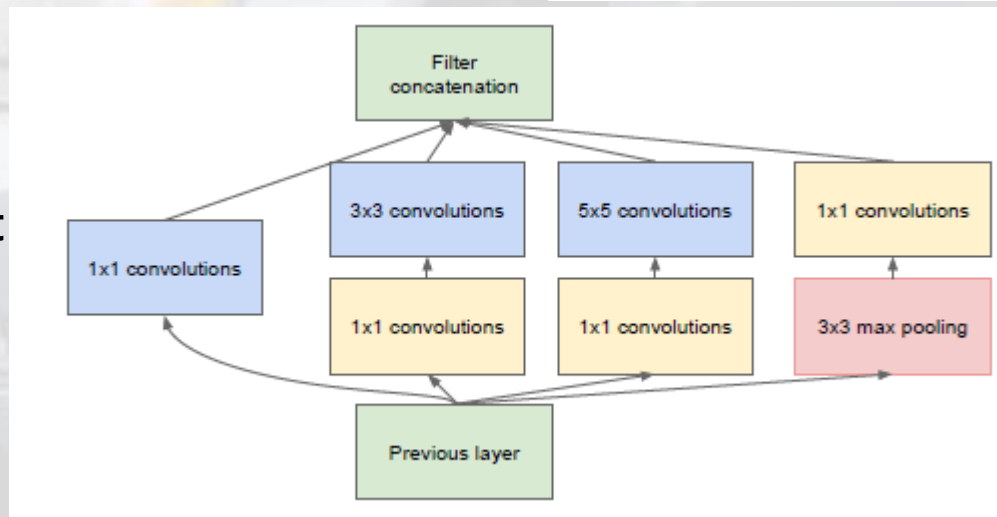 Filter
concatenation
3x3 convolutions
5x5 convolutions
1x1 convolutions
t
1x1 convolutions
1x1 convolutions
1x1 convolutions
3x3 max pooling
Previous layer